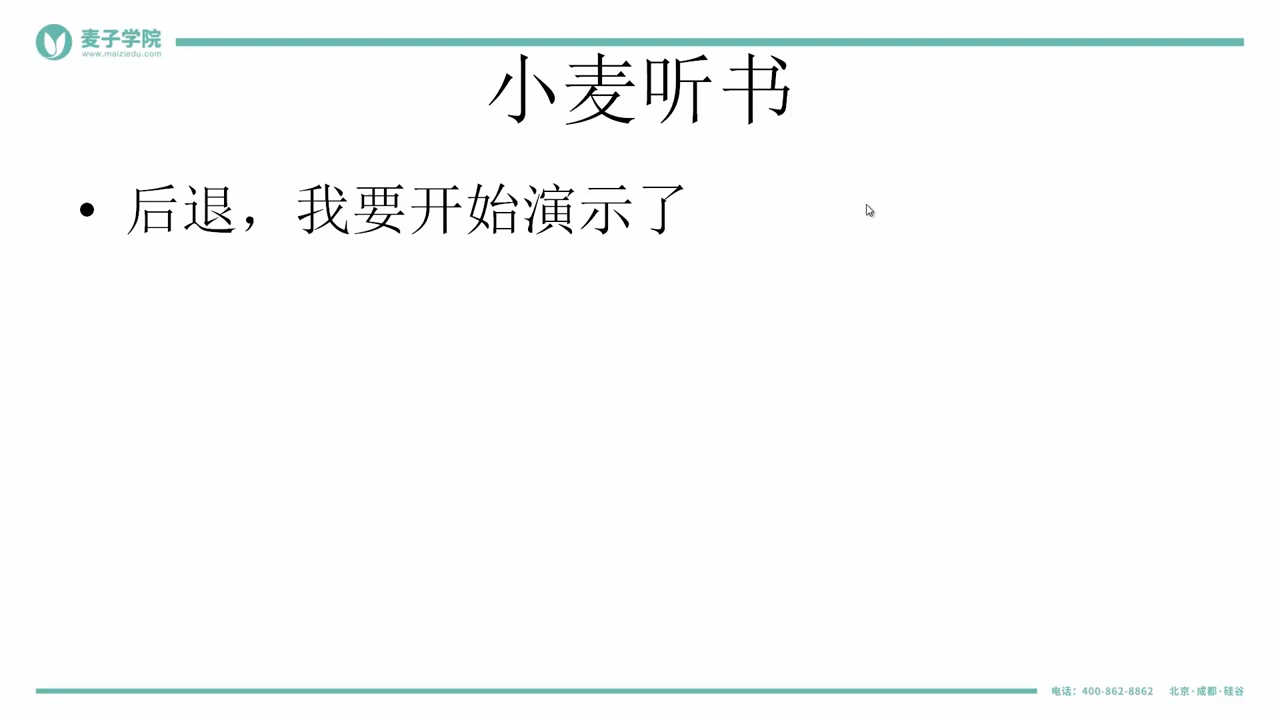 麦子学院
www.maiziedu.com
小麦听书
• 后退，我要开始演示了
电话：400-862-8862 北京·成都·硅谷